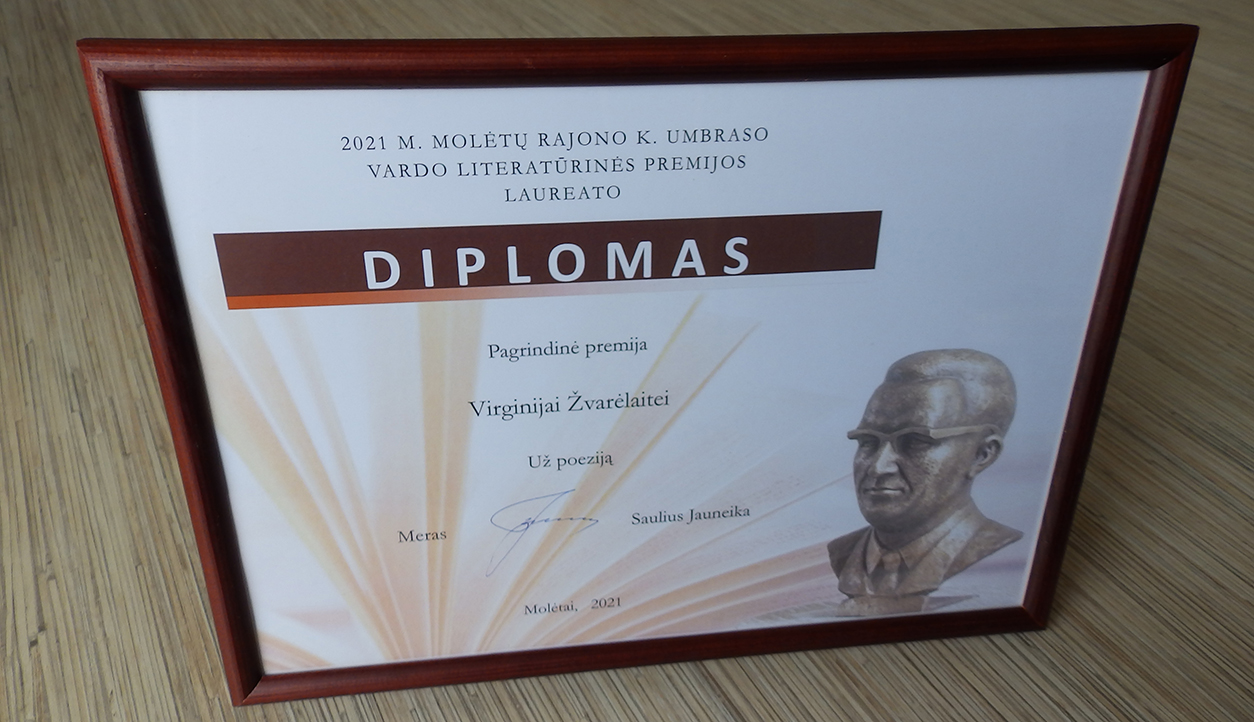 2021 M. MOLĖTŲ RAJONO K. UMBRASO
VARDO LITERATŪRINĖS PREMIJOS
LAUREATO
DIPLOMAS
Pagrindinė premija
Virginijai Žvarėlaitei
Už poeziją
Meras Saulius Jauneika
Molėtai, 2021